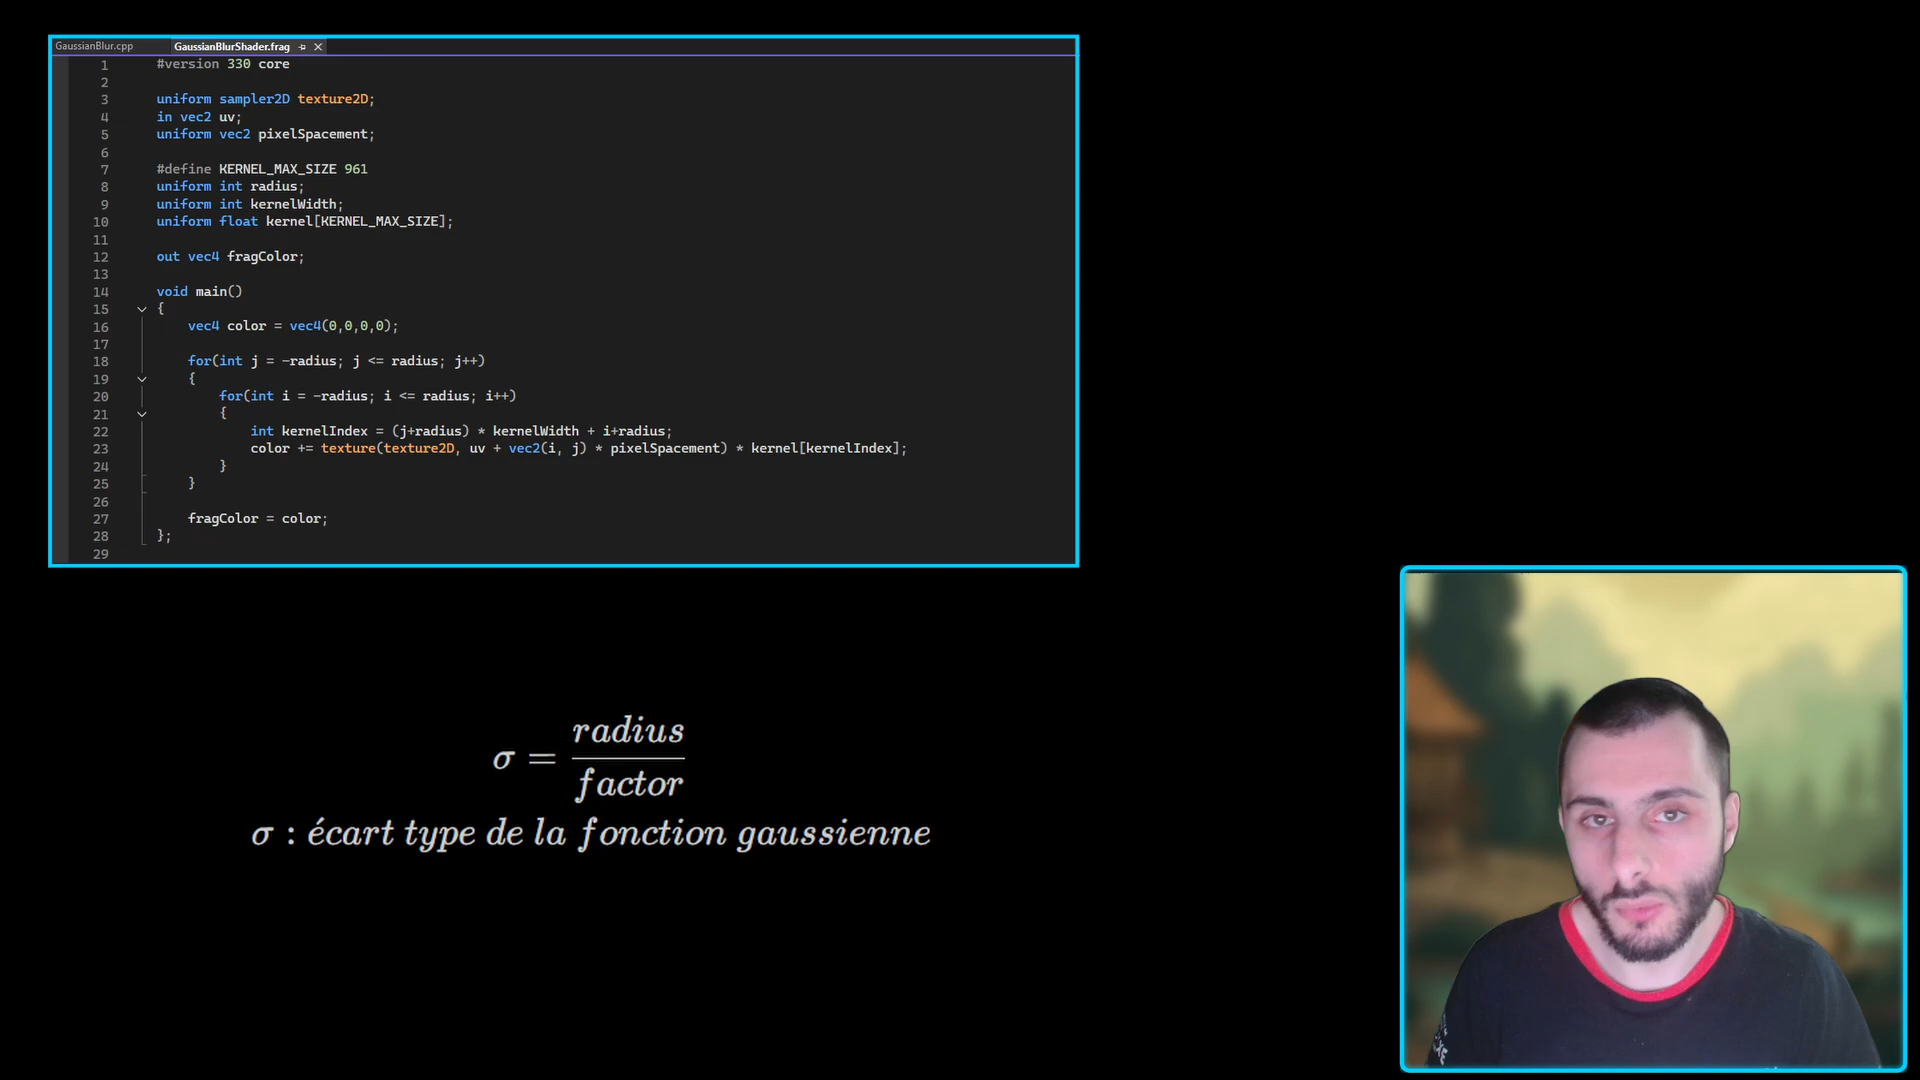 GaussianBlur.cpp GaussianBlurShader.frag
1 #version 330 core
2
3 uniform sampler2D texture2D;
4 in vec2 uv;
5 uniform vec2 pixelSpacement;
6
7 #define KERNEL_MAX_SIZE 961
8 uniform int radius;
9 uniform int kernelWidth;
10 uniform float kernel[KERNEL_MAX_SIZE];
11
12 out vec4 fragColor;
13
14 void main()
15 {
16 vec4 color = vec4(0,0,0,0);
17
18 for(int j = -radius; j <= radius; j++)
19 {
20 for(int i = -radius; i <= radius; i++)
21 {
22 int kernelIndex = (j+radius) * kernelWidth + i+radius;
23 color += texture(texture2D, uv + vec2(i, j) * pixelSpacement) * kernel[kernelIndex];
24 }
25 }
26
27 fragColor = color;
28 };
29
σ = radius / factor
σ : écart type de la fonction gaussienne